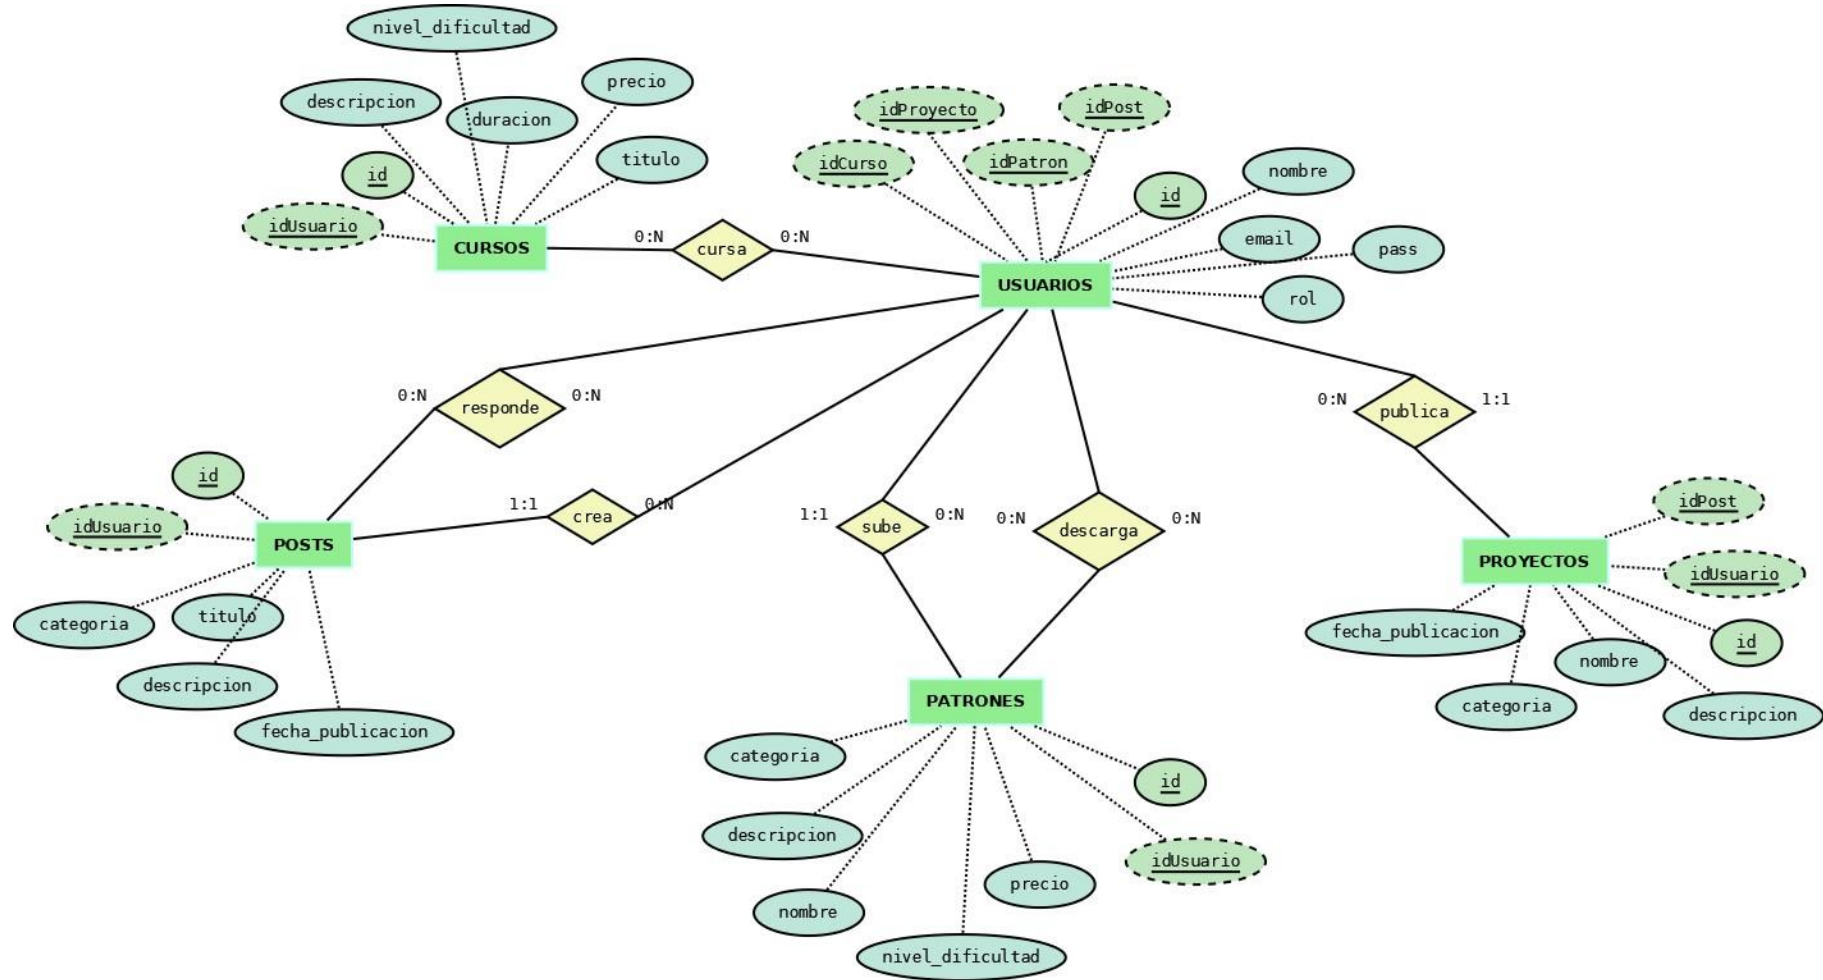 nivel_dificultad
precio
descripcion
duracion
titulo
id
idUsuario
CURSOS
0:N
cursa
0:N
idProyecto
idPost
idCurso
idPatron
id
nombre
email
pass
rol
USUARIOS
0:N
responde
0:N
0:N
publica
1:1
id
idUsuario
POSTS
categoria
titulo
descripcion
fecha_publicacion
1:1
crea
0:N
1:1
sube
0:N
0:N
descarga
0:N
idPost
idUsuario
PROYECTOS
fecha_publicacion
id
nombre
categoria
descripcion
PATRONES
categoria
id
descripcion
idUsuario
precio
nombre
nivel_dificultad